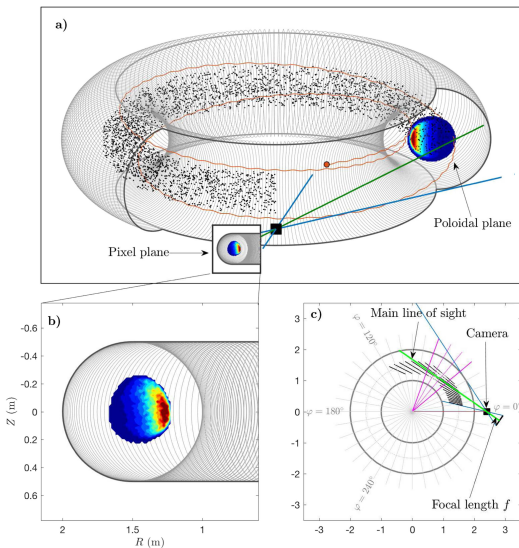 a)
Poloidal plane
Pixel plane
b)
-0.6
-0.4
-0.2
0
0.2
0.4
0.6
Z (m)
2
1.5
1
R (m)
c)
Main line of sight
Camera
φ = 120°
φ = 180°
φ = 0°
φ = 240°
Focal length f
3
2
1
0
-1
-2
-3
-3
-2
-1
0
1
2
3